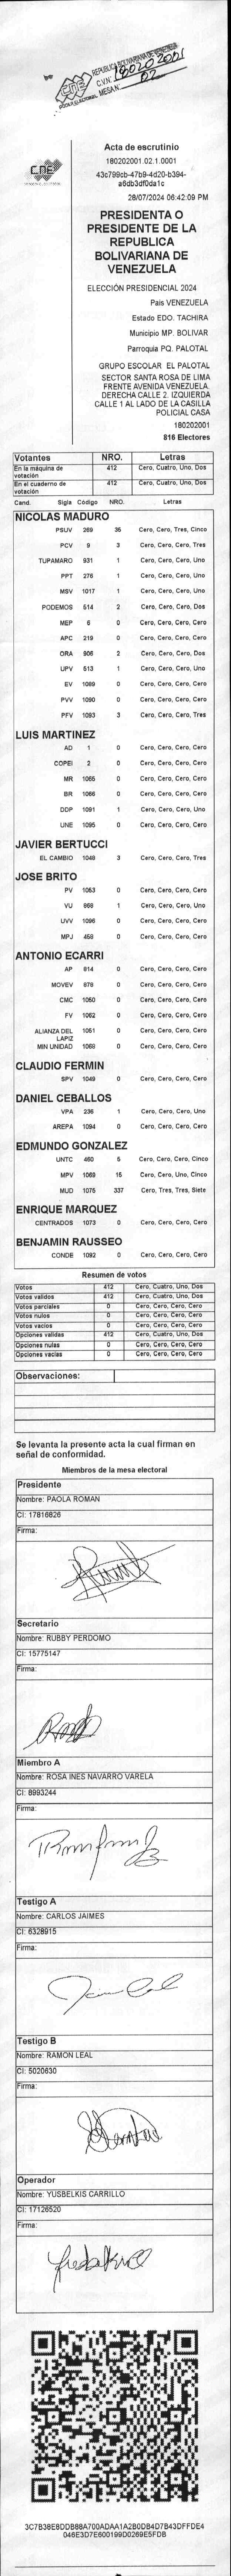 REPUBLICA BOLIVARIANA DE VENEZUELA
CNE
C.V.N° 180202001
PODER ELECTORAL MESA N° 02
CNE
Acta de escrutinio
180202001.02.1.0001
43c799cb-47b9-4d20-b394-
a6db3df0da1c
28/07/2024 06:42:09 PM
PRESIDENTA O
PRESIDENTE DE LA
REPUBLICA
BOLIVARIANA DE
VENEZUELA
ELECCIÓN PRESIDENCIAL 2024
Pais VENEZUELA
Estado EDO. TACHIRA
Municipio MP. BOLIVAR
Parroquia PQ. PALOTAL
GRUPO ESCOLAR EL PALOTAL
SECTOR SANTA ROSA DE LIMA
FRENTE AVENIDA VENEZUELA.
DERECHA CALLE 2. IZQUIERDA
CALLE 1 AL LADO DE LA CASILLA
POLICIAL CASA
180202001
816 Electores
Votantes NRO. Letras
En la máquina de votación 412 Cero, Cuatro, Uno, Dos
En el cuaderno de votación 412 Cero, Cuatro, Uno, Dos
Cand. Sigla Código NRO. Letras
NICOLAS MADURO
PSUV 269 35 Cero, Cero, Tres, Cinco
PCV 9 3 Cero, Cero, Cero, Tres
TUPAMARO 931 1 Cero, Cero, Cero, Uno
PPT 276 1 Cero, Cero, Cero, Uno
MSV 1017 1 Cero, Cero, Cero, Uno
PODEMOS 514 2 Cero, Cero, Cero, Dos
MEP 6 0 Cero, Cero, Cero, Cero
APC 219 0 Cero, Cero, Cero, Cero
ORA 906 2 Cero, Cero, Cero, Dos
UPV 513 1 Cero, Cero, Cero, Uno
EV 1089 0 Cero, Cero, Cero, Cero
PVV 1090 0 Cero, Cero, Cero, Cero
PFV 1093 3 Cero, Cero, Cero, Tres
LUIS MARTINEZ
AD 1 0 Cero, Cero, Cero, Cero
COPEI 2 0 Cero, Cero, Cero, Cero
MR 1065 0 Cero, Cero, Cero, Cero
BR 1066 0 Cero, Cero, Cero, Cero
DDP 1091 1 Cero, Cero, Cero, Uno
UNE 1095 0 Cero, Cero, Cero, Cero
JAVIER BERTUCCI
EL CAMBIO 1048 3 Cero, Cero, Cero, Tres
JOSE BRITO
PV 1053 0 Cero, Cero, Cero, Cero
VU 868 1 Cero, Cero, Cero, Uno
UVV 1096 0 Cero, Cero, Cero, Cero
MPJ 458 0 Cero, Cero, Cero, Cero
ANTONIO ECARRI
AP 814 0 Cero, Cero, Cero, Cero
MOVEV 878 0 Cero, Cero, Cero, Cero
CMC 1050 0 Cero, Cero, Cero, Cero
FV 1062 0 Cero, Cero, Cero, Cero
ALIANZA DEL LAPIZ 1051 0 Cero, Cero, Cero, Cero
MIN UNIDAD 1068 0 Cero, Cero, Cero, Cero
CLAUDIO FERMIN
SPV 1049 0 Cero, Cero, Cero, Cero
DANIEL CEBALLOS
VPA 236 1 Cero, Cero, Cero, Uno
AREPA 1094 0 Cero, Cero, Cero, Cero
EDMUNDO GONZALEZ
UNTC 460 5 Cero, Cero, Cero, Cinco
MPV 1069 15 Cero, Cero, Uno, Cinco
MUD 1075 337 Cero, Tres, Tres, Siete
ENRIQUE MARQUEZ
CENTRADOS 1073 0 Cero, Cero, Cero, Cero
BENJAMIN RAUSSEO
CONDE 1092 0 Cero, Cero, Cero, Cero
Resumen de votos
Votos 412 Cero, Cuatro, Uno, Dos
Votos validos 412 Cero, Cuatro, Uno, Dos
Votos parciales 0 Cero, Cero, Cero, Cero
Votos nulos 0 Cero, Cero, Cero, Cero
Votos vacios 0 Cero, Cero, Cero, Cero
Opciones validas 412 Cero, Cuatro, Uno, Dos
Opciones nulas 0 Cero, Cero, Cero, Cero
Opciones vacias 0 Cero, Cero, Cero, Cero
Observaciones:
Se levanta la presente acta la cual firman en
señal de conformidad.
Miembros de la mesa electoral
Presidente
Nombre: PAOLA ROMAN
CI: 17816826
Firma:
Secretario
Nombre: RUBBY PERDOMO
CI: 15775147
Firma:
Miembro A
Nombre: ROSA INES NAVARRO VARELA
CI: 8993244
Firma:
Testigo A
Nombre: CARLOS JAIMES
CI: 6328915
Firma:
Testigo B
Nombre: RAMON LEAL
CI: 5020630
Firma:
Operador
Nombre: YUSBELKIS CARRILLO
CI: 17126520
Firma:
3C7B38E8DDB88A700ADAA1A2B0DB4D7B43DFFDE4
046E3D7E600199D0269E5FDB